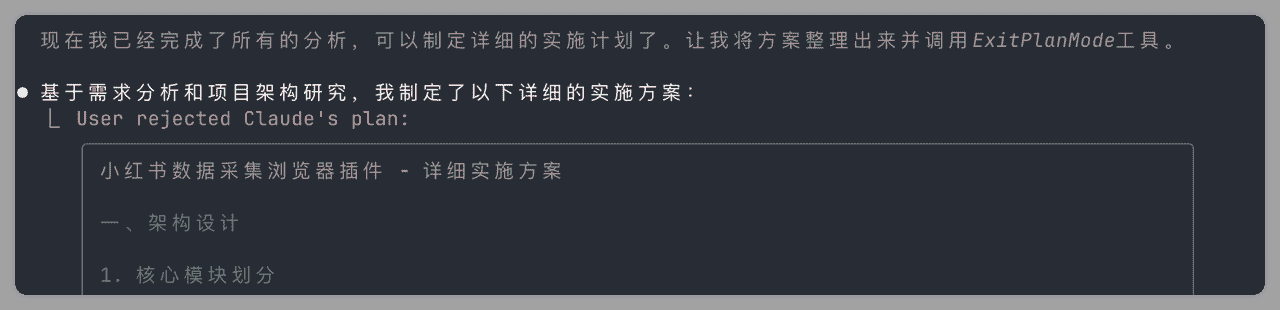 现在我已经完成了所有的分析，可以制定详细的实施计划了。让我将方案整理出来并调用ExitPlanMode工具。
● 基于需求分析和项目架构研究，我制定了以下详细的实施方案：
⎿ User rejected Claude's plan:
小红书数据采集浏览器插件 - 详细实施方案
一、架构设计
1. 核心模块划分